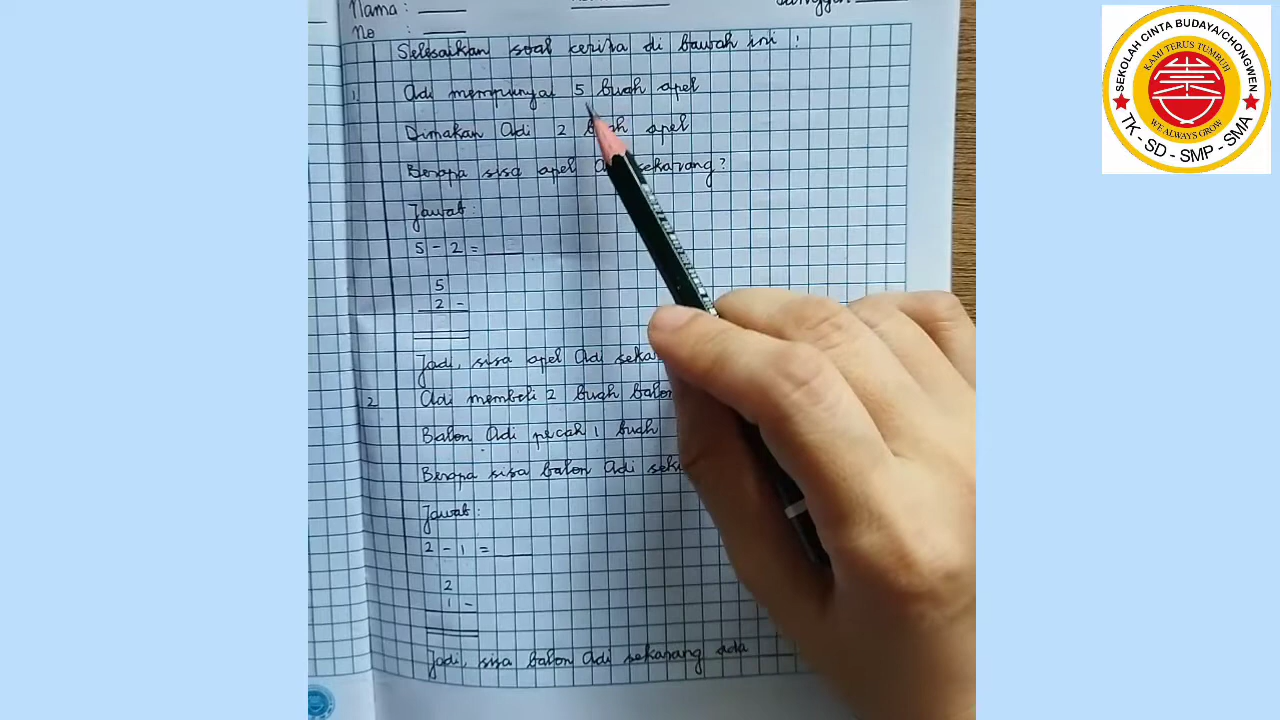 Nama :
No :
Selesaikan soal cerita di bawah ini !
1. Adi mempunyai 5 buah apel
Dimakan Adi 2 buah apel
Berapa sisa apel Adi sekarang?
Jawab :
5 - 2 =
5
2 -
Jadi, sisa apel Adi
2 Adi membeli 2 buah balon
Balon Adi pecah 1 buah
Berapa sisa balon Adi
Jawab :
2 - 1 =
2
1 -
Jadi, sisa balon Adi sekarang ada
SEKOLAH CINTA BUDAYA/CHONGWEN
KAMI TERUS TUMBUH
WE ALWAYS GROW
TK - SD - SMP - SMA